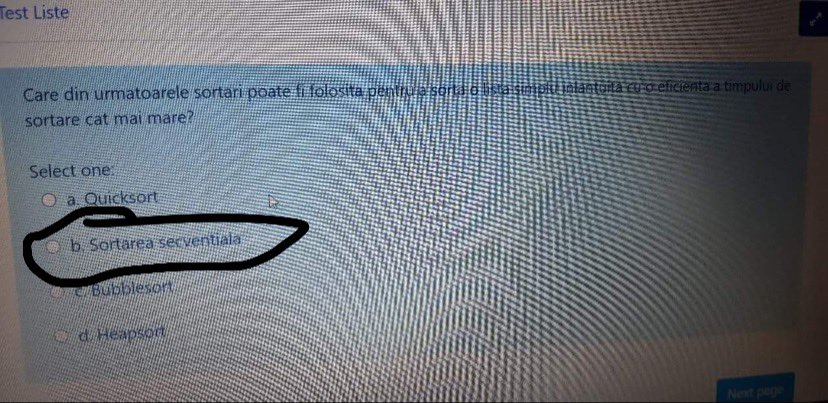 Test Liste
Care din urmatoarele sortari poate fi folosita pentru a sorta o lista simplu inlantuita cu o eficienta a timpului de
sortare cat mai mare?
Select one:
a. Quicksort
b. Sortarea secventiala
c. Bubblesort
d. Heapsort
Next page